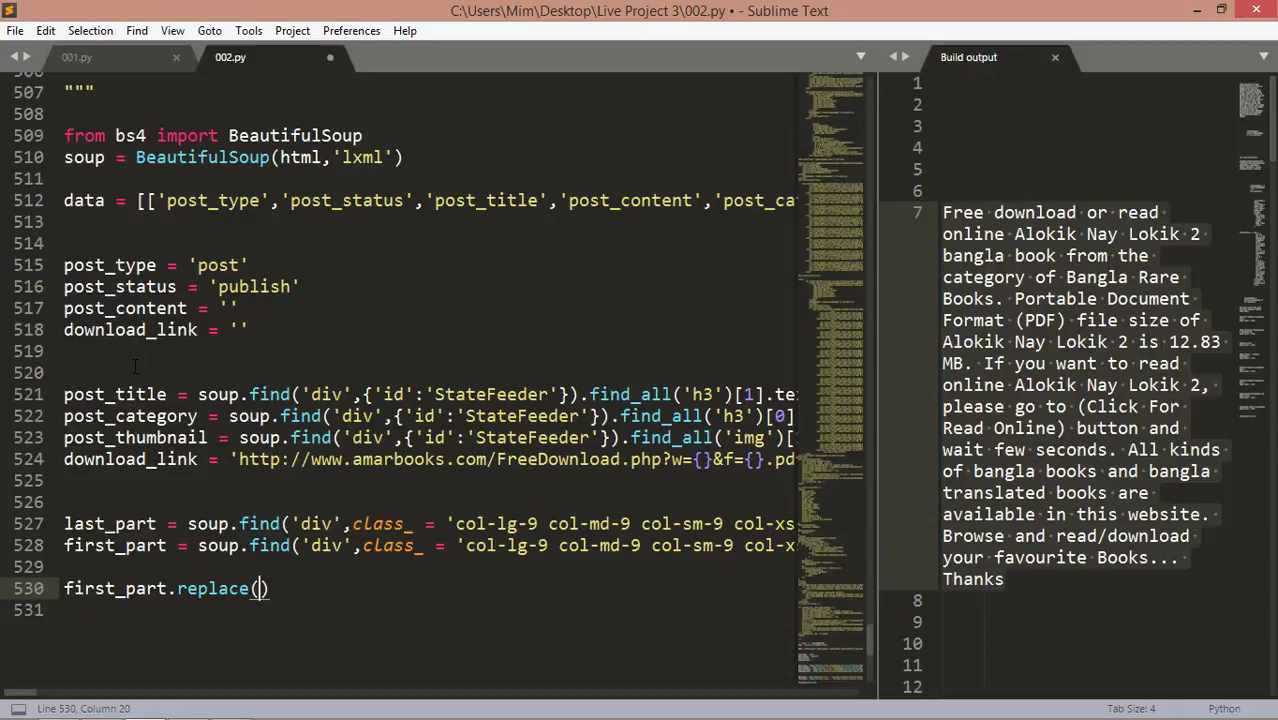 C:\Users\Mim\Desktop\Live Project 3\002.py • - Sublime Text
File Edit Selection Find View Goto Tools Project Preferences Help
001.py 002.py Build output
507 """
508
509 from bs4 import BeautifulSoup
510 soup = BeautifulSoup(html,'lxml')
511
512 data = [['post_type','post_status','post_title','post_content','post_ca
513
514
515 post_type = 'post'
516 post_status = 'publish'
517 post_content = ''
518 download_link = ''
519
520
521 post_title = soup.find('div',{'id':'StateFeeder'}).find_all('h3')[1].te
522 post_category = soup.find('div',{'id':'StateFeeder'}).find_all('h3')[0]
523 post_thumbnail = soup.find('div',{'id':'StateFeeder'}).find_all('img')[
524 download_link = 'http://www.amarbooks.com/FreeDownload.php?w={}&f={}.pd
525
526
527 last_part = soup.find('div',class_ = 'col-lg-9 col-md-9 col-sm-9 col-xs
528 first_part = soup.find('div',class_ = 'col-lg-9 col-md-9 col-sm-9 col-x
529
530 first_part.replace()
531
1
2
3
4
5
6
7 Free download or read
online Alokik Nay Lokik 2
bangla book from the
category of Bangla Rare
Books. Portable Document
Format (PDF) file size of
Alokik Nay Lokik 2 is 12.83
MB. If you want to read
online Alokik Nay Lokik 2,
please go to (Click For
Read Online) button and
wait few seconds. All kinds
of bangla books and bangla
translated books are
available in this website.
Browse and read/download
your favourite Books...
Thanks
8
9
10
11
12
Line 530, Column 20 Tab Size: 4 Python